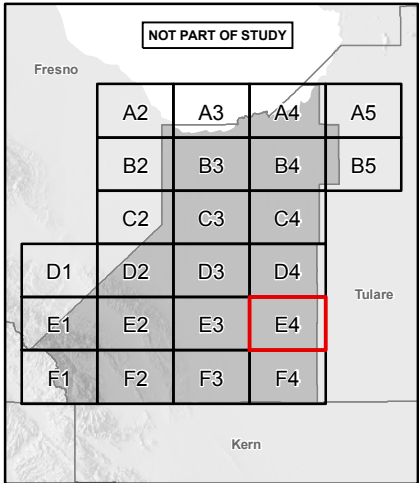 NOT PART OF STUDY
Fresno
A2 A3 A4 A5
B2 B3 B4 B5
C2 C3 C4
D1 D2 D3 D4
Tulare
E1 E2 E3 E4
F1 F2 F3 F4
Kern